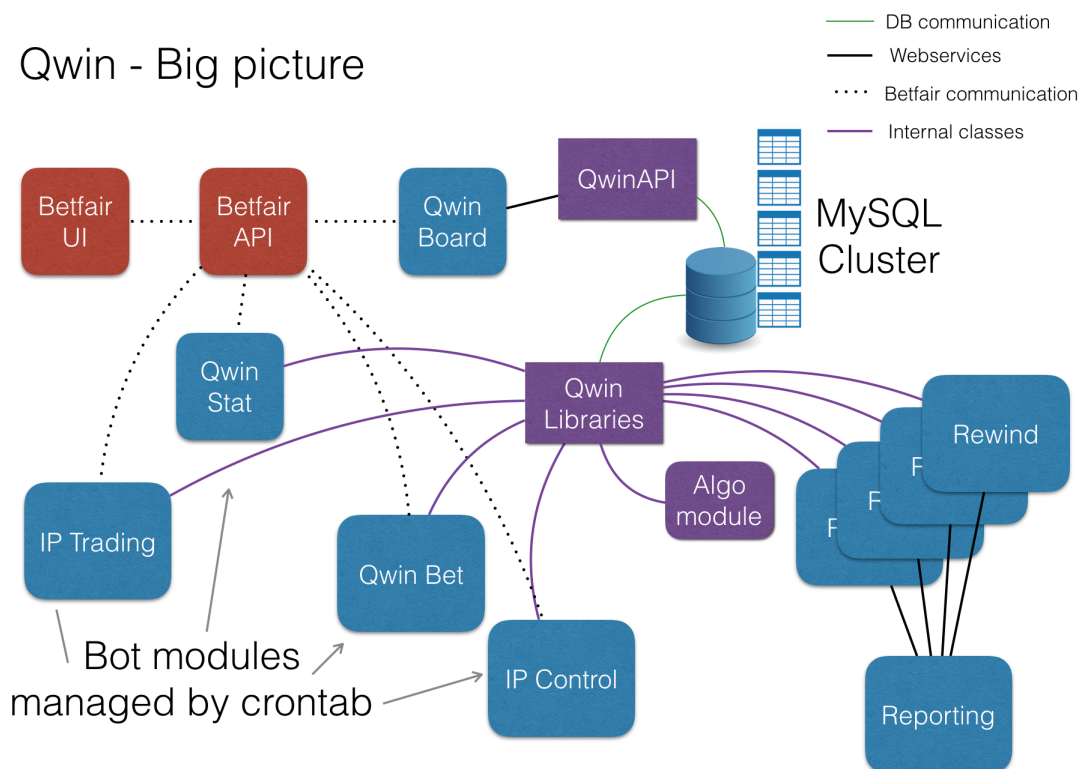 Qwin - Big picture
DB communication
Webservices
Betfair communication
Internal classes
Betfair
UI
Betfair
API
Qwin
Board
QwinAPI
MySQL
Cluster
Qwin
Stat
Qwin
Libraries
Rewind
R
R
R
Algo
module
IP Trading
Qwin Bet
IP Control
Bot modules
managed by crontab
Reporting